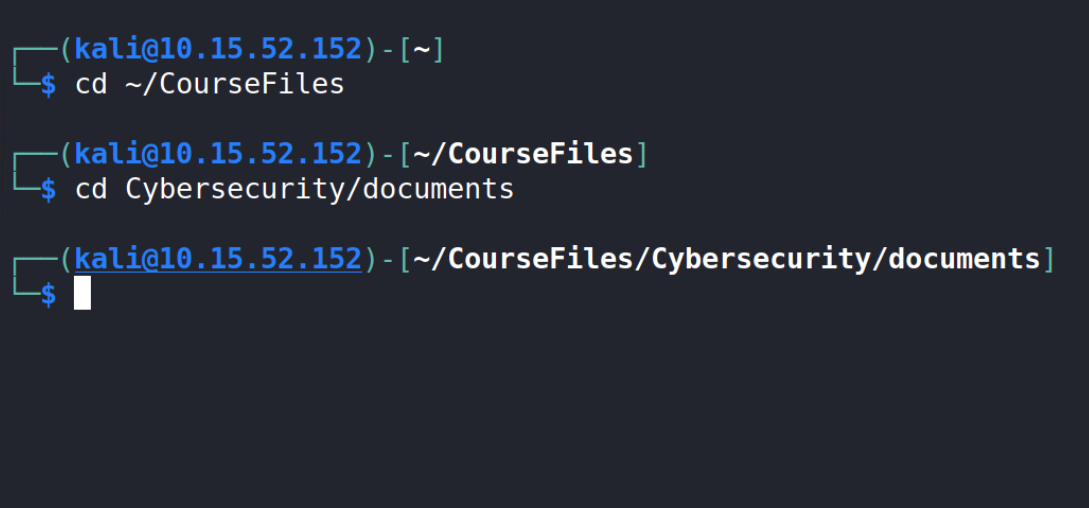 ┌──(kali@10.15.52.152)-[~]
└─$ cd ~/CourseFiles
┌──(kali@10.15.52.152)-[~/CourseFiles]
└─$ cd Cybersecurity/documents
┌──(kali@10.15.52.152)-[~/CourseFiles/Cybersecurity/documents]
└─$